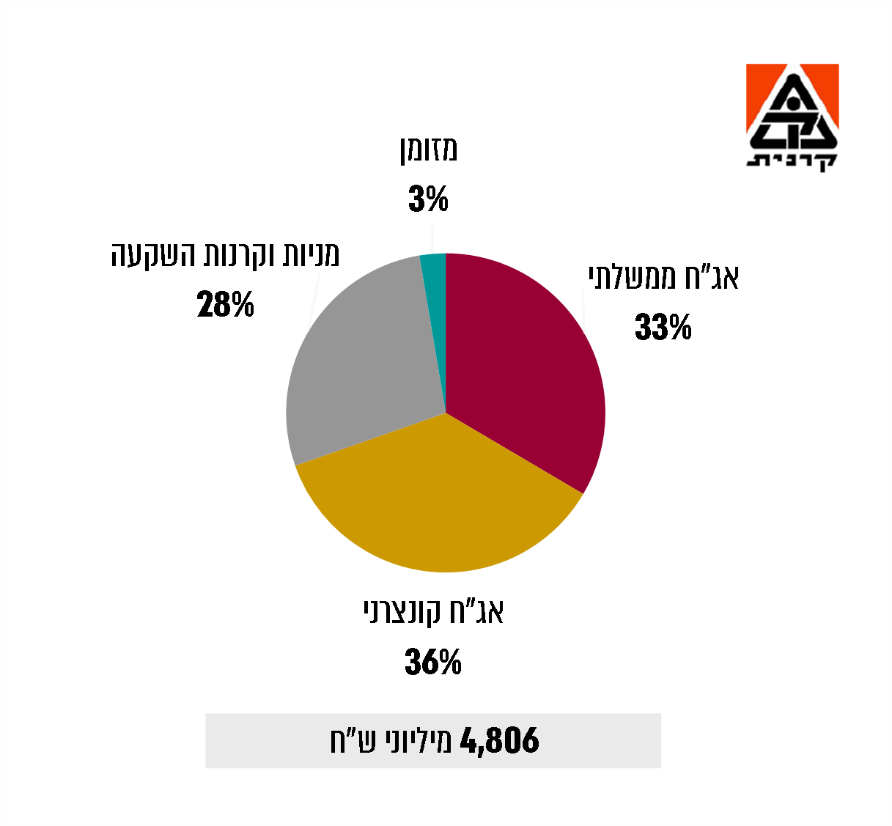 קרנית
מזומן
3%
אג"ח ממשלתי
33%
מניות וקרנות השקעה
28%
אג"ח קונצרני
36%
4,806 מיליוני ש"ח